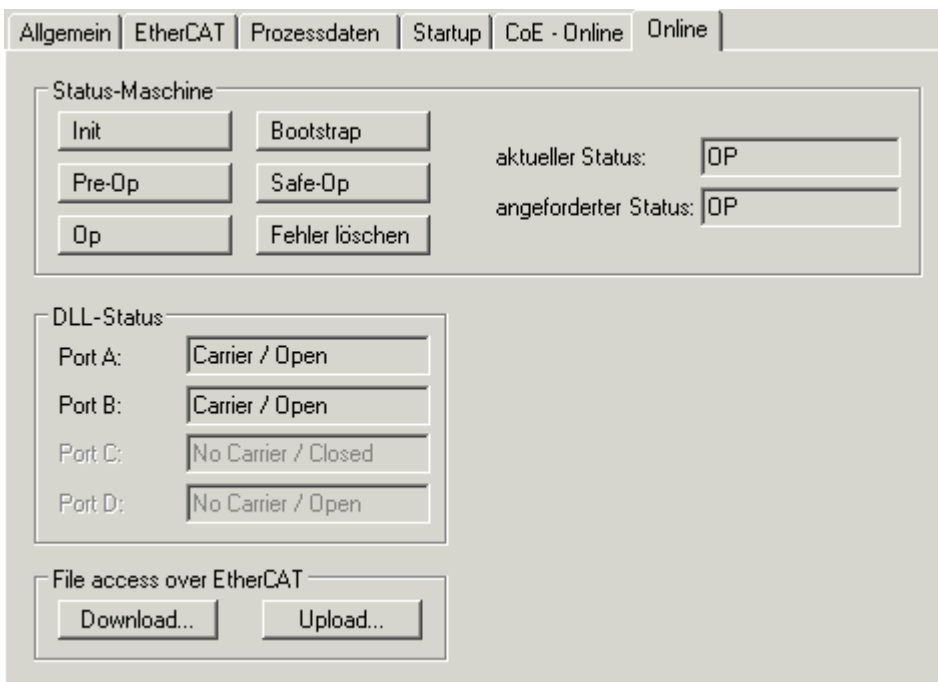 Allgemein EtherCAT Prozessdaten Startup CoE - Online Online
Status-Maschine
Init Bootstrap
aktueller Status: OP
Pre-Op Safe-Op
angeforderter Status: OP
Op Fehler löschen
DLL-Status
Port A: Carrier / Open
Port B: Carrier / Open
Port C: No Carrier / Closed
Port D: No Carrier / Open
File access over EtherCAT
Download... Upload...